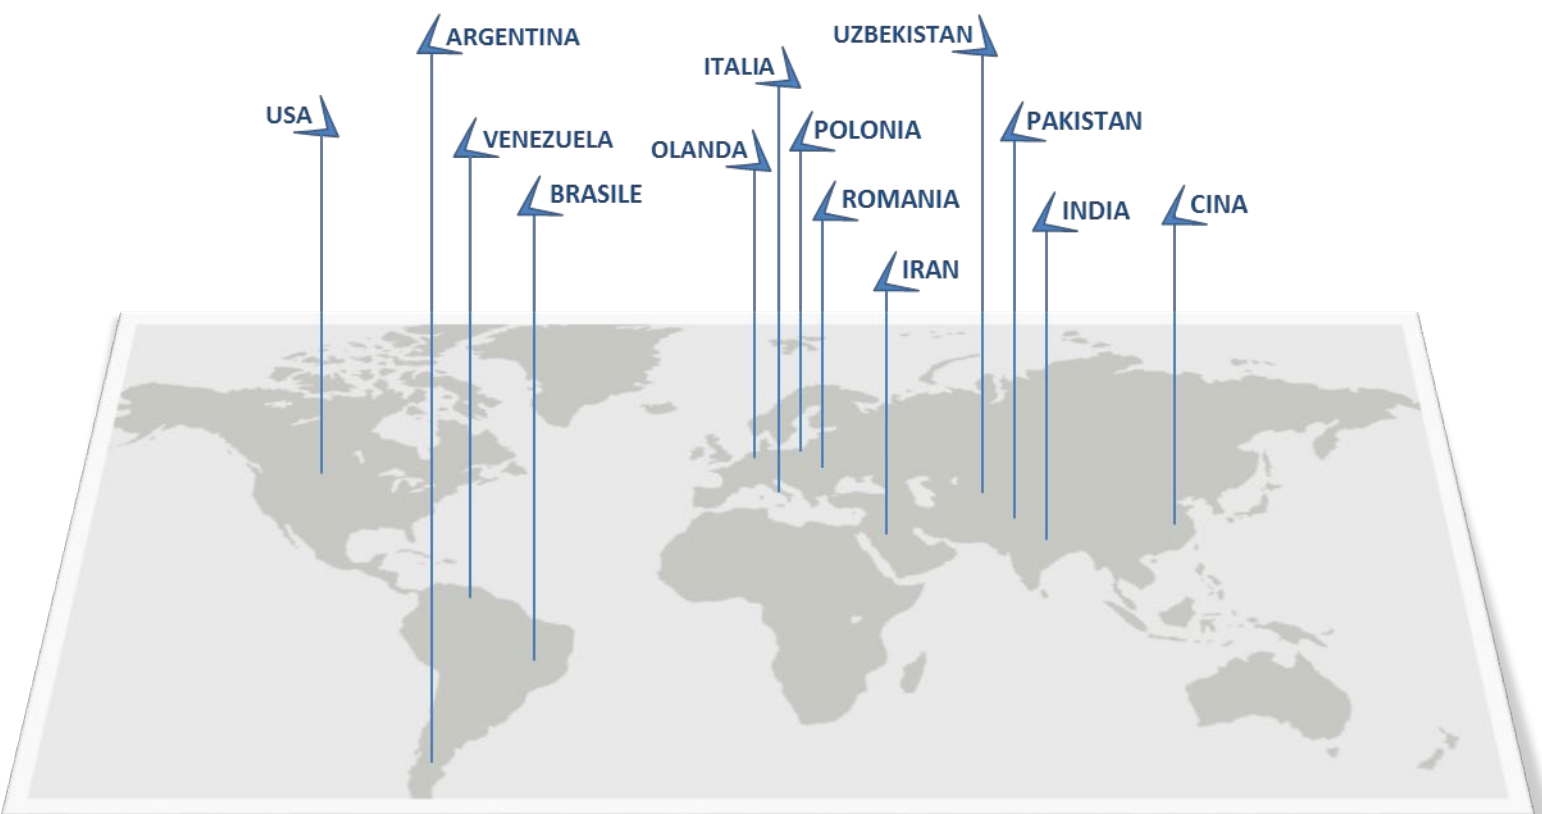 ARGENTINA
UZBEKISTAN
ITALIA
USA
PAKISTAN
POLONIA
VENEZUELA
OLANDA
BRASILE
ROMANIA
CINA
INDIA
IRAN